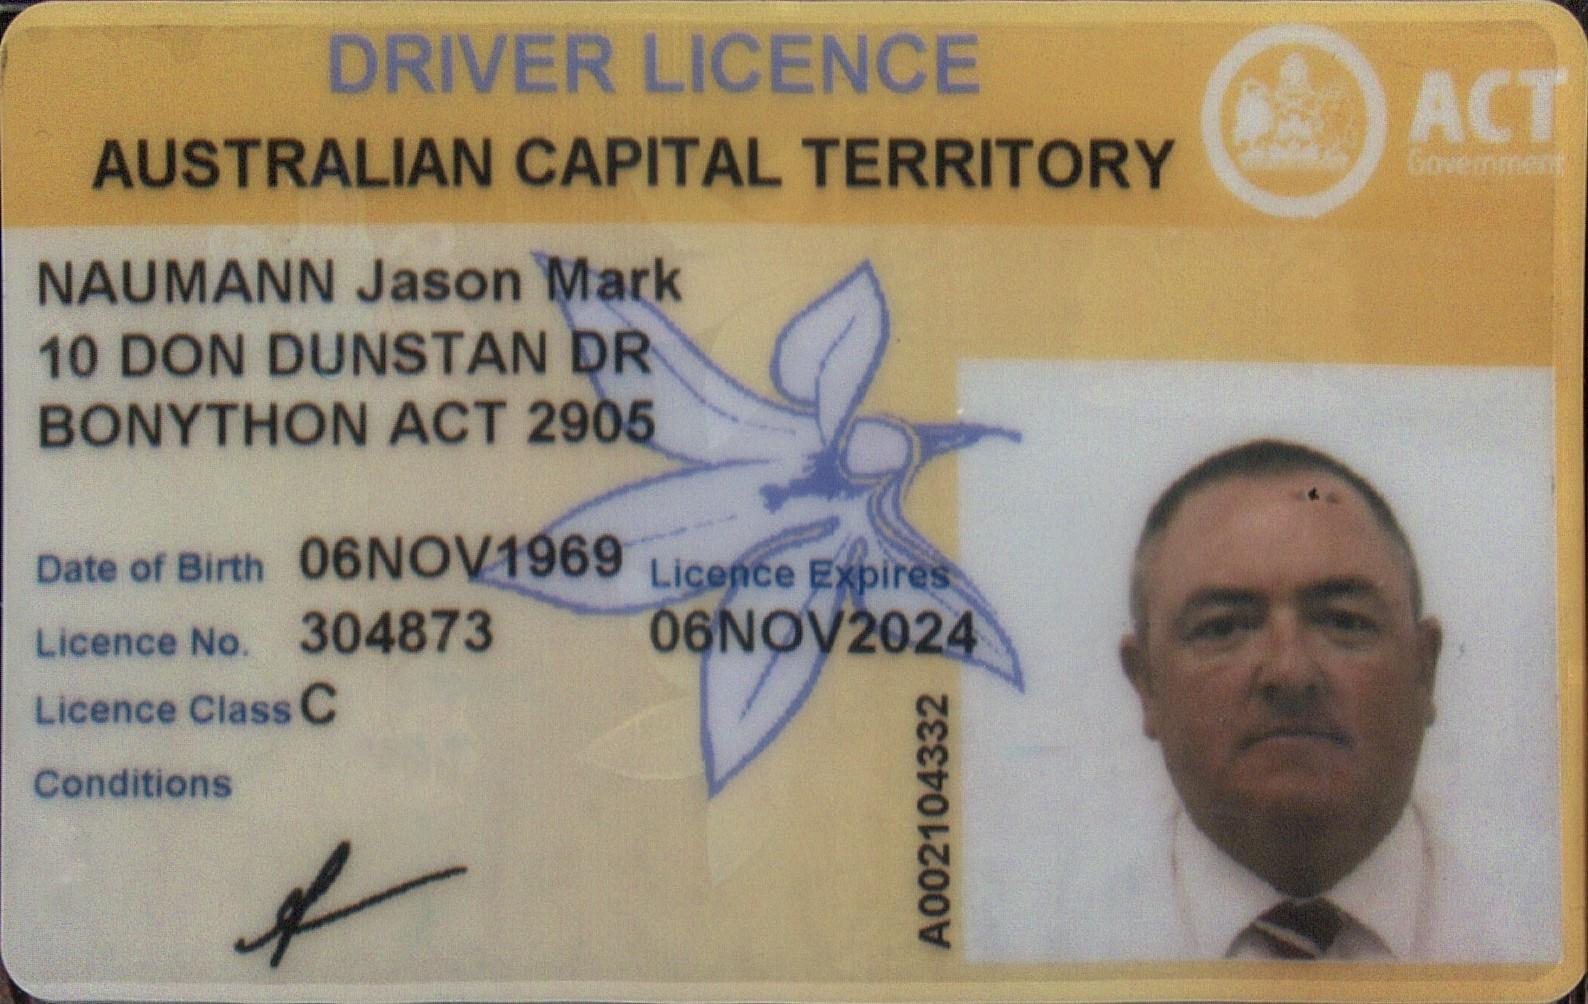 DRIVER LICENCE
AUSTRALIAN CAPITAL TERRITORY
ACT
Government
NAUMANN Jason Mark
10 DON DUNSTAN DR
BONYTHON ACT 2905
Date of Birth 06NOV1969
Licence Expires
Licence No. 304873
06NOV2024
Licence Class C
Conditions
A002104332